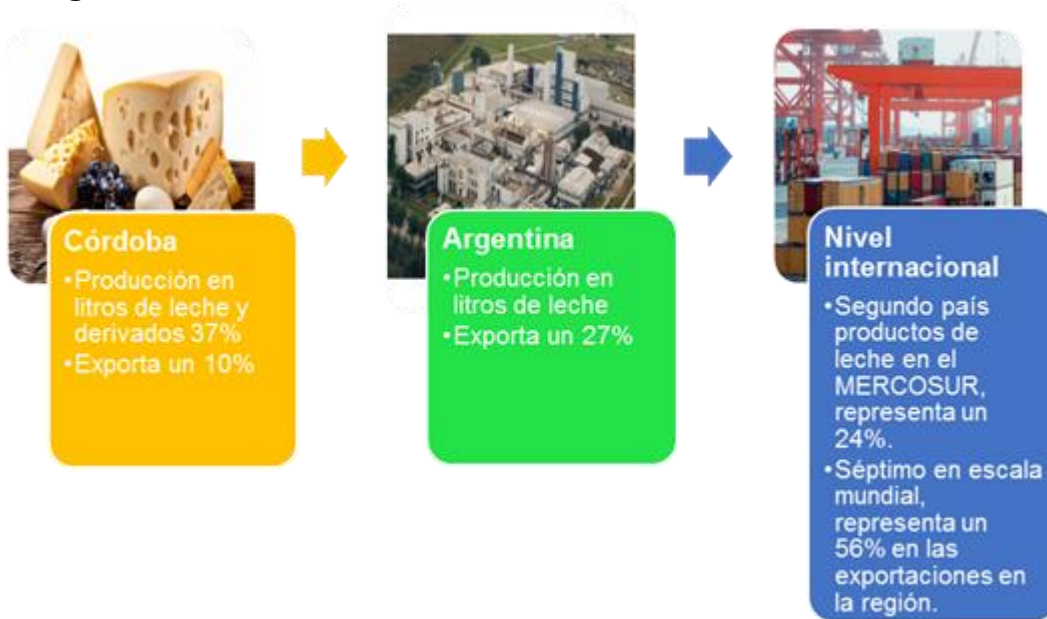 Córdoba
•Producción en
litros de leche y
derivados 37%
•Exporta un 10%
Argentina
•Producción en
litros de leche
•Exporta un 27%
Nivel
internacional
•Segundo país
productos de
leche en el
MERCOSUR,
representa un
24%.
•Séptimo en escala
mundial,
representa un
56% en las
exportaciones en
la región.